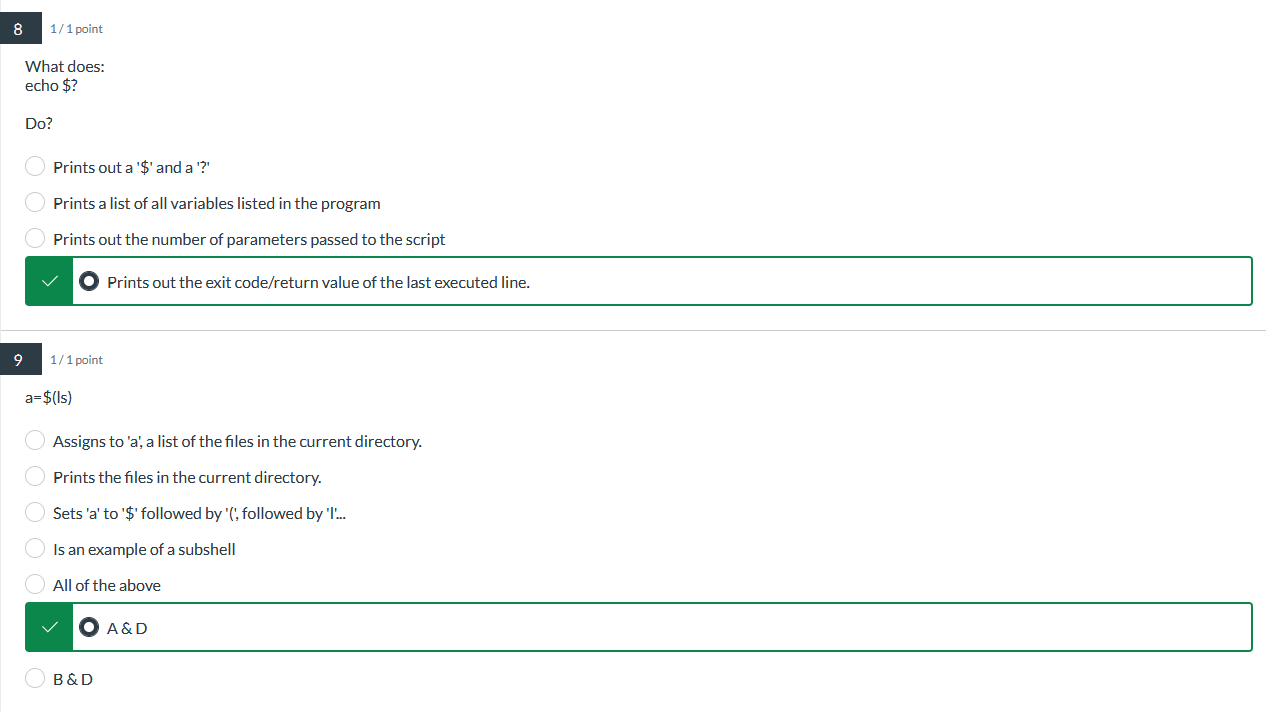 8
1 / 1 point
What does:
echo $?
Do?
Prints out a '$' and a '?'
Prints a list of all variables listed in the program
Prints out the number of parameters passed to the script
Prints out the exit code/return value of the last executed line.
9
1 / 1 point
a=$(ls)
Assigns to 'a', a list of the files in the current directory.
Prints the files in the current directory.
Sets 'a' to '$' followed by '(', followed by 'l'...
Is an example of a subshell
All of the above
A & D
B & D